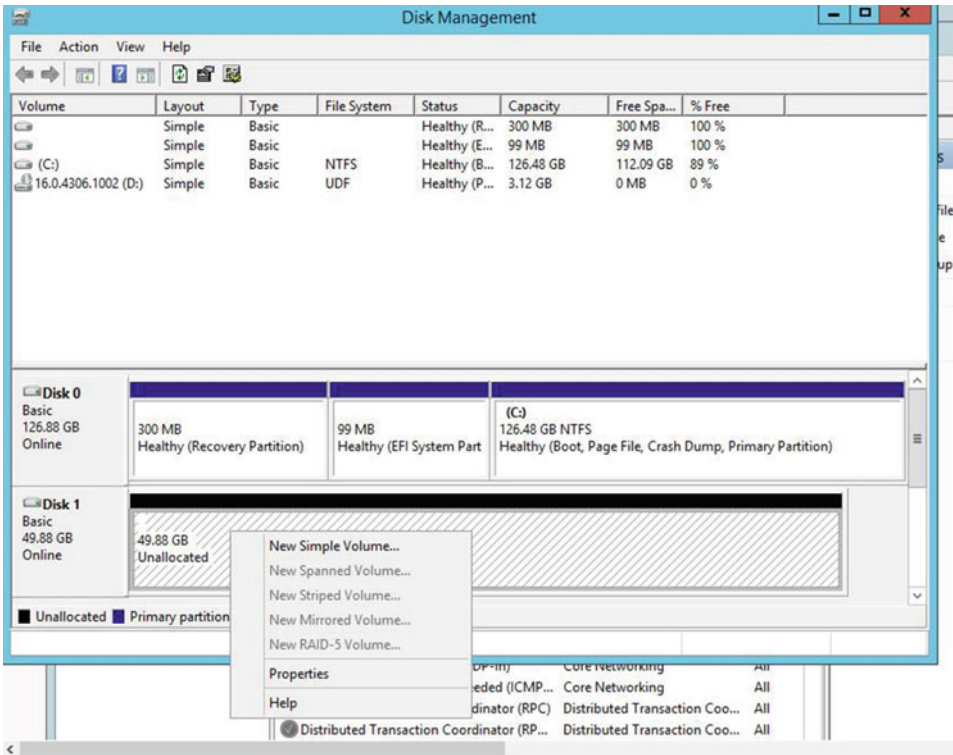 Disk Management
File Action View Help
Volume Layout Type File System Status Capacity Free Spa... % Free
Simple Basic Healthy (R... 300 MB 300 MB 100 %
Simple Basic Healthy (E... 99 MB 99 MB 100 %
(C:) Simple Basic NTFS Healthy (B... 126.48 GB 112.09 GB 89 %
16.0.4306.1002 (D:) Simple Basic UDF Healthy (P... 3.12 GB 0 MB 0 %
s
file
e
up
Disk 0
Basic
126.88 GB
Online
300 MB
Healthy (Recovery Partition)
99 MB
Healthy (EFI System Part
(C:)
126.48 GB NTFS
Healthy (Boot, Page File, Crash Dump, Primary Partition)
Disk 1
Basic
49.88 GB
Online
49.88 GB
Unallocated
New Simple Volume...
New Spanned Volume...
New Striped Volume...
New Mirrored Volume...
New RAID-5 Volume...
Properties
Help
Unallocated Primary partition
DP-In) Core Networking All
eded (ICMP... Core Networking All
dinator (RPC) Distributed Transaction Coo... All
Distributed Transaction Coordinator (RP... Distributed Transaction Coo... All